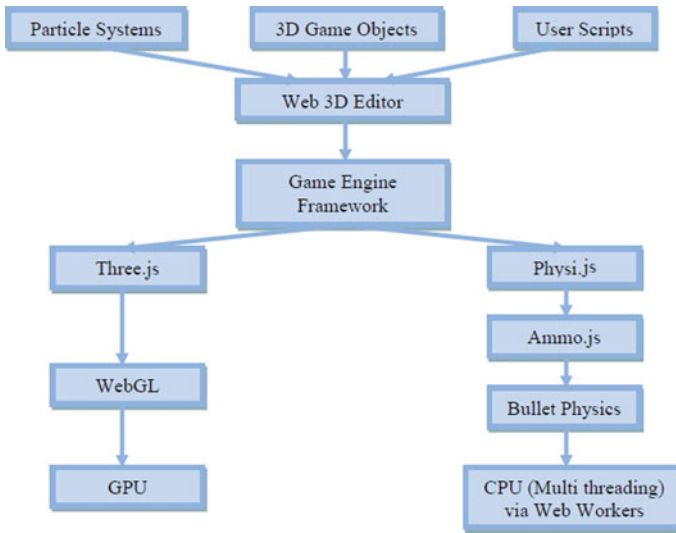 Particle Systems
3D Game Objects
User Scripts
Web 3D Editor
Game Engine
Framework
Three.js
Physi.js
Ammo.js
WebGL
Bullet Physics
GPU
CPU (Multi threading)
via Web Workers